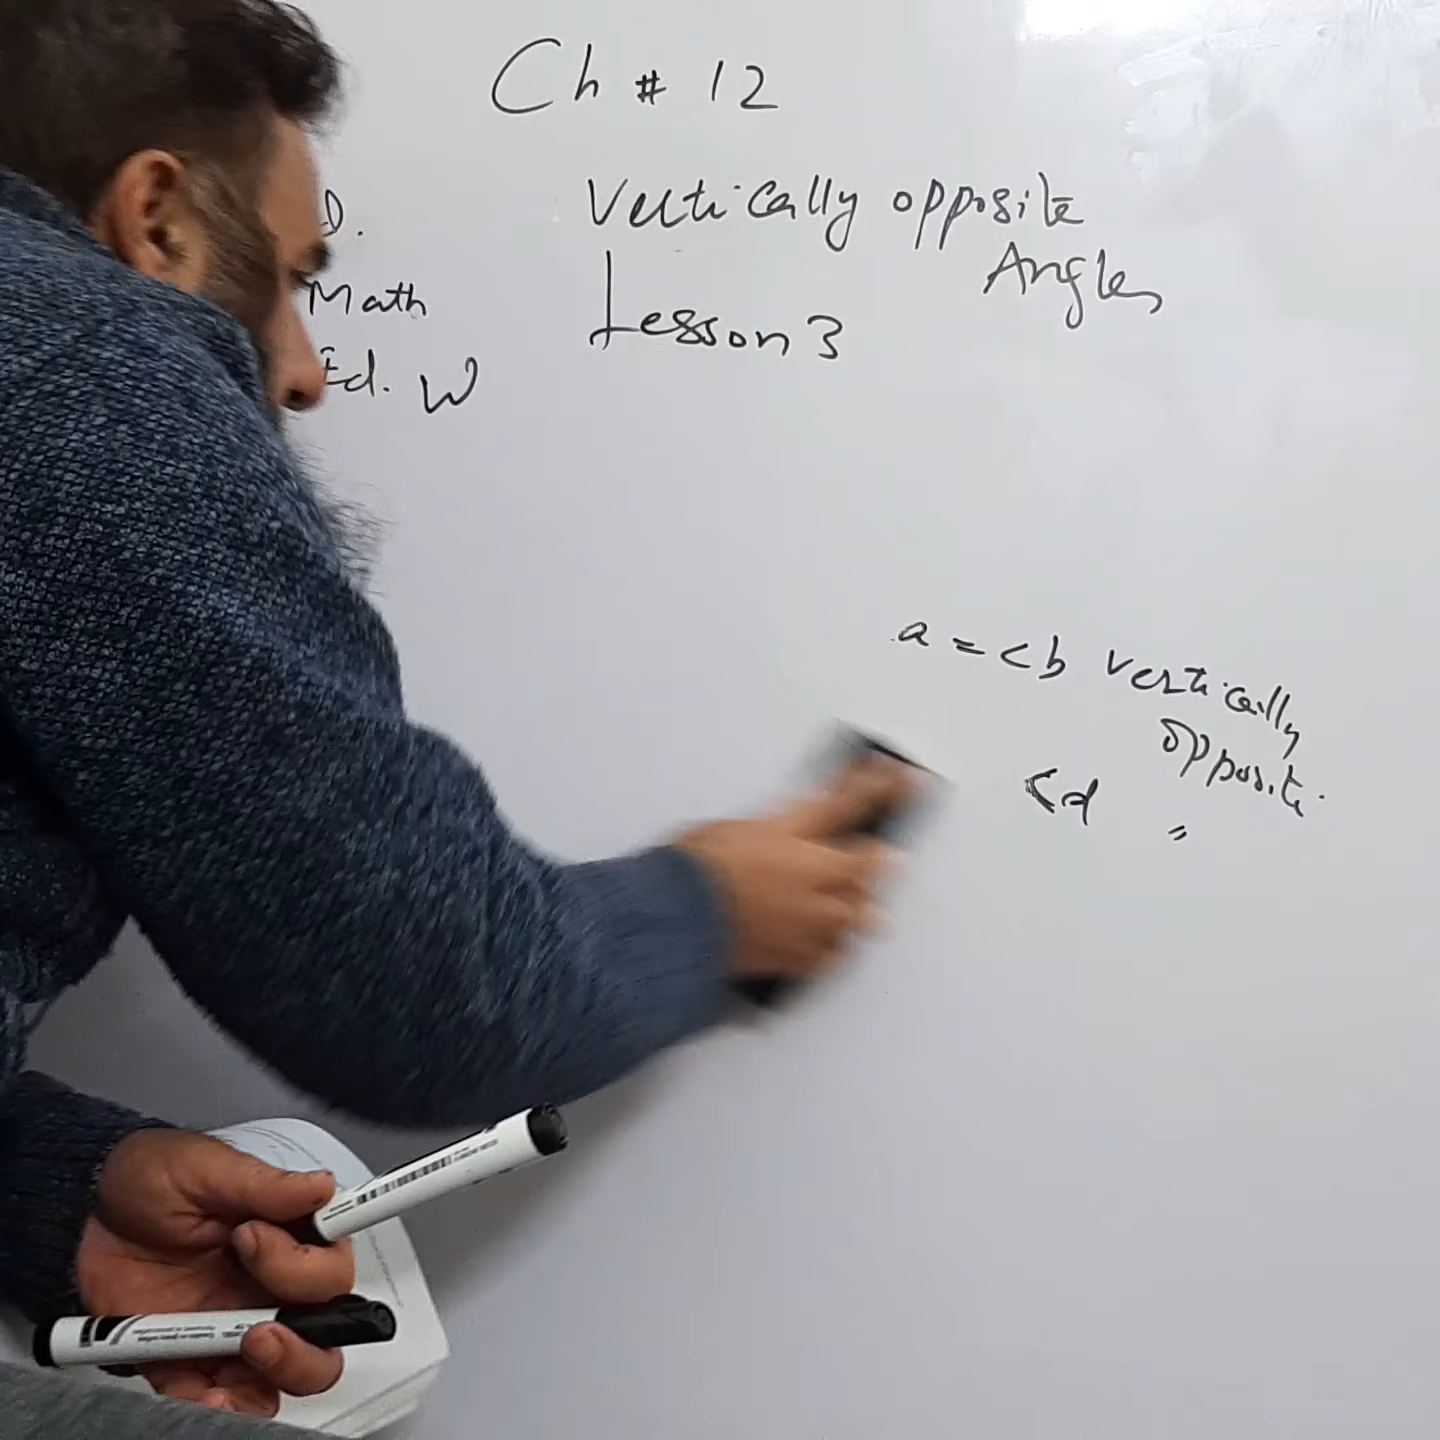 Ch # 12
D.
Math
Ed. W
Vertically opposite
Angles
Lesson 3
a = <b vertically
opposite.
<d "